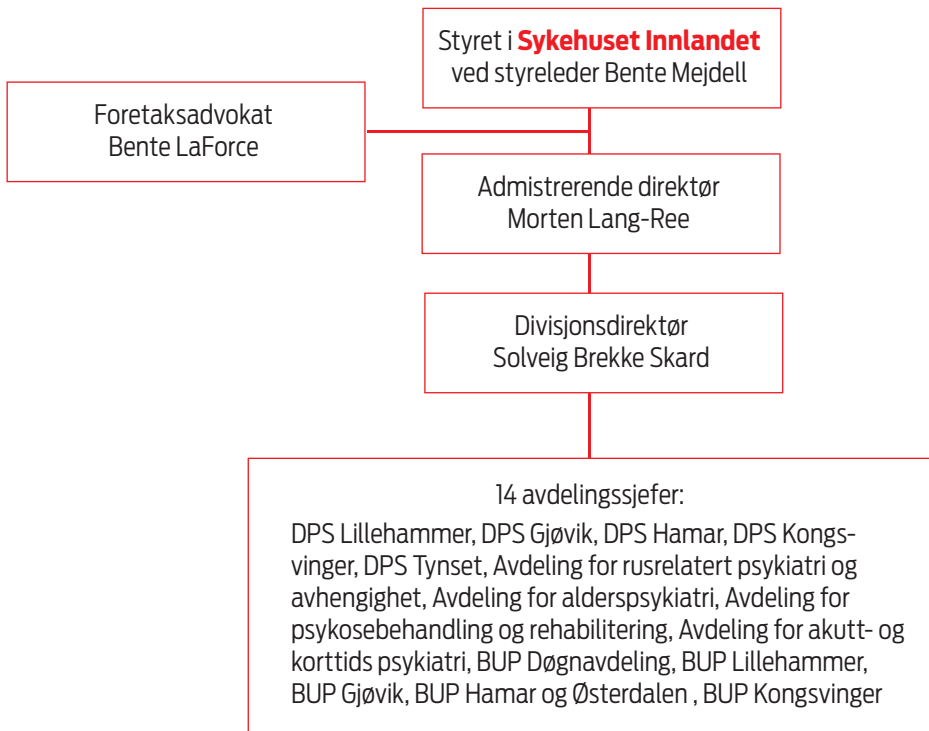 Styret i Sykehuset Innlandet
ved styreleder Bente Mejdell
Foretaksadvokat
Bente LaForce
Admistrerende direktør
Morten Lang-Ree
Divisjonsdirektør
Solveig Brekke Skard
14 avdelingssjefer:
DPS Lillehammer, DPS Gjøvik, DPS Hamar, DPS Kongs-
vinger, DPS Tynset, Avdeling for rusrelatert psykiatri og
avhengighet, Avdeling for alderspsykiatri, Avdeling for
psykosebehandling og rehabilitering, Avdeling for akutt- og
korttids psykiatri, BUP Døgnavdeling, BUP Lillehammer,
BUP Gjøvik, BUP Hamar og Østerdalen , BUP Kongsvinger